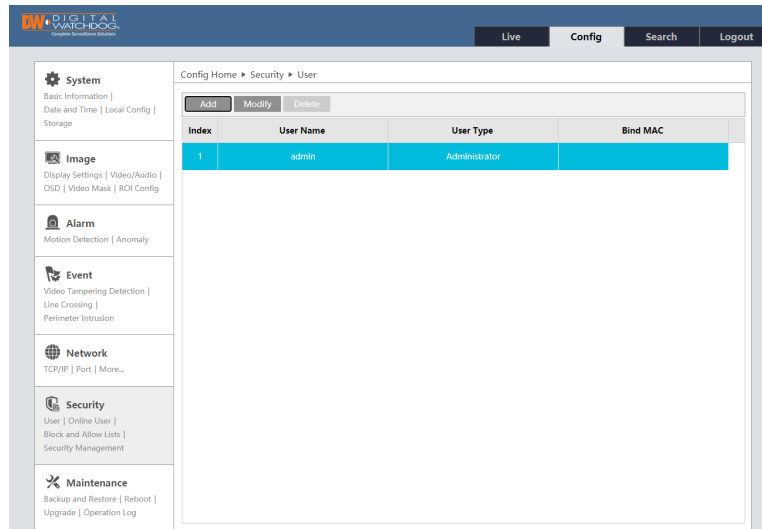 DIGITAL
WATCHDOG®
Complete Surveillance Solutions
Live Config Search Logout
System
Basic Information |
Date and Time | Local Config |
Storage
Image
Display Settings | Video/Audio |
OSD | Video Mask | ROI Config
Alarm
Motion Detection | Anomaly
Event
Video Tampering Detection |
Line Crossing |
Perimeter Intrusion
Network
TCP/IP | Port | More...
Security
User | Online User |
Block and Allow Lists |
Security Management
Maintenance
Backup and Restore | Reboot |
Upgrade | Operation Log
Config Home ▶ Security ▶ User
Add Modify Delete
Index User Name User Type Bind MAC
1 admin Administrator